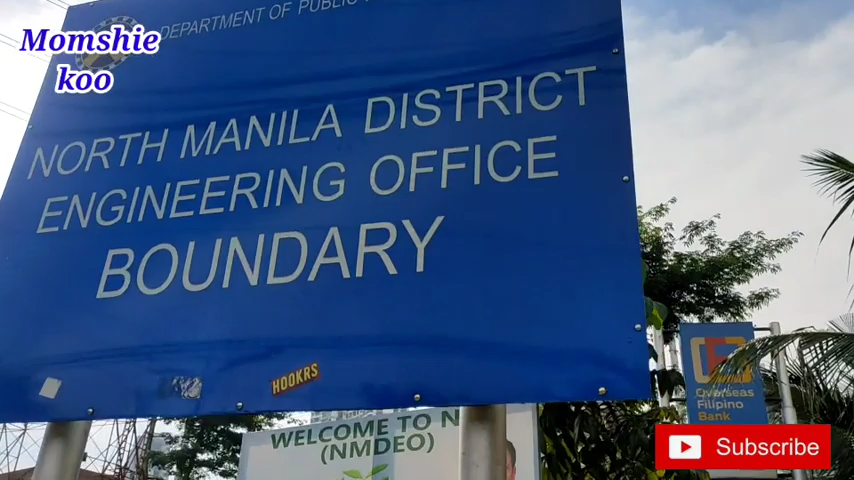 Momshie
koo
DEPARTMENT OF PUBLIC
NORTH MANILA DISTRICT
ENGINEERING OFFICE
BOUNDARY
HOOKRS
WELCOME TO N
(NMDEO)
Overseas
Filipino
Bank
Subscribe